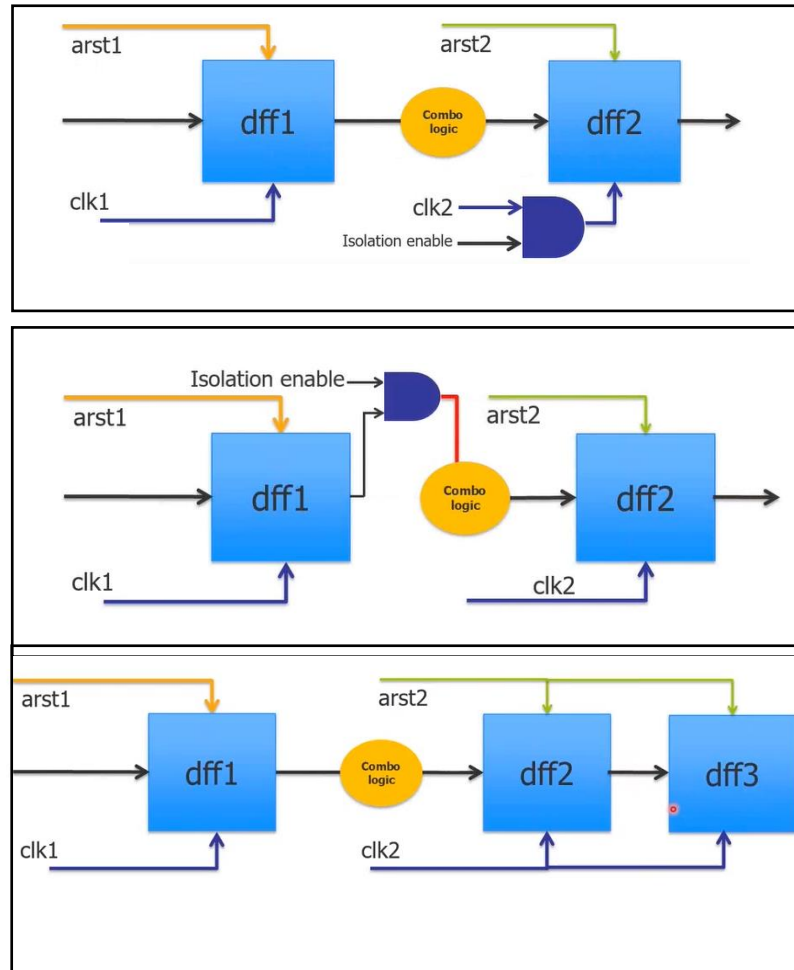 arst1
arst2
dff1
Combo
logic
dff2
clk1
clk2
Isolation enable
Isolation enable
arst1
arst2
dff1
Combo
logic
dff2
clk1
clk2
arst1
arst2
dff1
Combo
logic
dff2
dff3
clk1
clk2